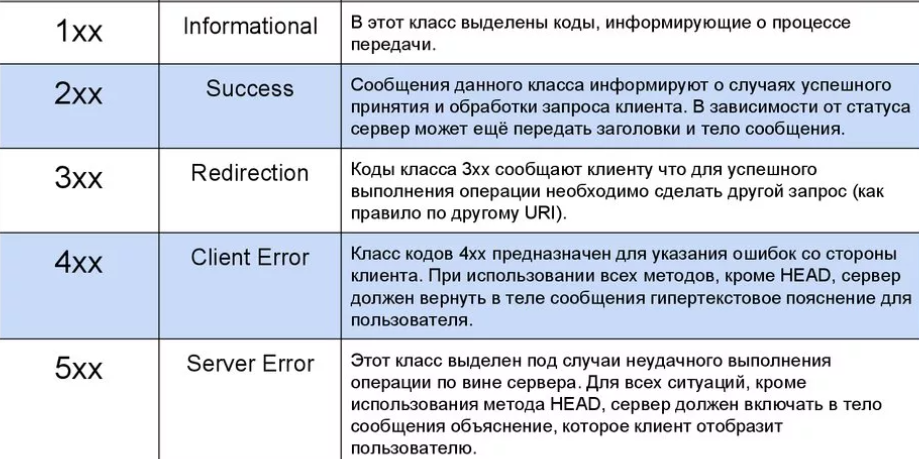 1xx
Informational
В этот класс выделены коды, информирующие о процессе
передачи.
2xx
Success
Сообщения данного класса информируют о случаях успешного
принятия и обработки запроса клиента. В зависимости от статуса
сервер может ещё передать заголовки и тело сообщения.
3xx
Redirection
Коды класса 3xx сообщают клиенту что для успешного
выполнения операции необходимо сделать другой запрос (как
правило по другому URI).
4xx
Client Error
Класс кодов 4xx предназначен для указания ошибок со стороны
клиента. При использовании всех методов, кроме HEAD, сервер
должен вернуть в теле сообщения гипертекстовое пояснение для
пользователя.
5xx
Server Error
Этот класс выделен под случаи неудачного выполнения
операции по вине сервера. Для всех ситуаций, кроме
использования метода HEAD, сервер должен включать в тело
сообщения объяснение, которое клиент отобразит
пользователю.